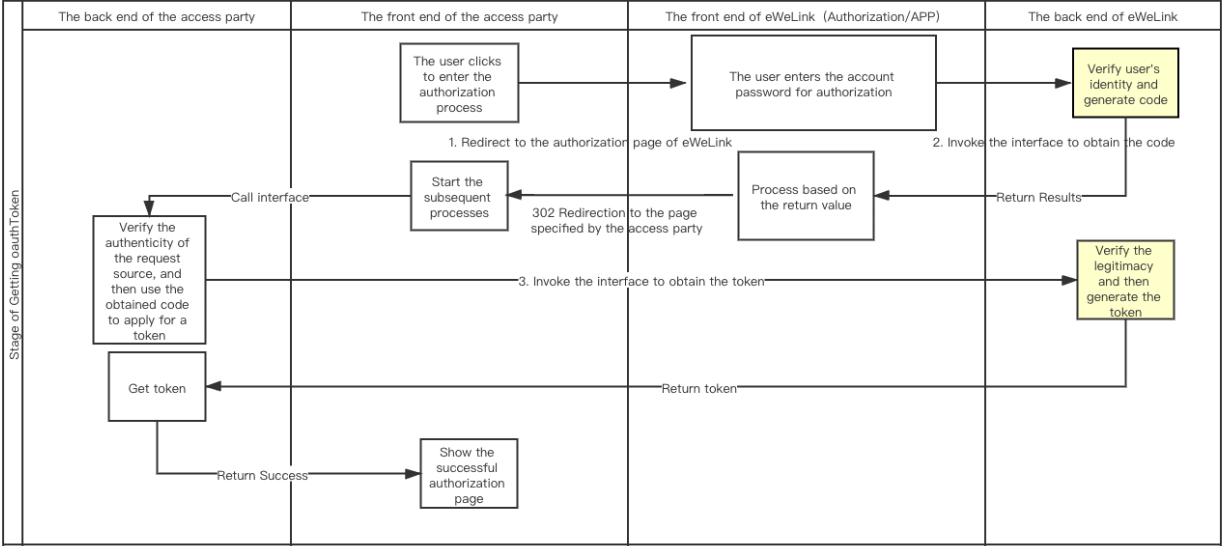 The back end of the access party
The front end of the access party
The front end of eWeLink（Authorization/APP）
The back end of eWeLink
Stage of Getting oauthToken
The user clicks
to enter the
authorization
process
The user enters the account
password for authorization
Verify user's
identity and
generate code
1. Redirect to the authorization page of eWeLink
2. Invoke the interface to obtain the code
Call interface
Start the
subsequent
processes
302 Redirection to the page
specified by the access party
Process based on
the return value
Return Results
Verify the
authenticity of
the request
source, and
then use the
obtained code
to apply for a
token
3. Invoke the interface to obtain the token
Verify the
legitimacy
and then
generate the
token
Get token
Return token
Return Success
Show the
successful
authorization
page